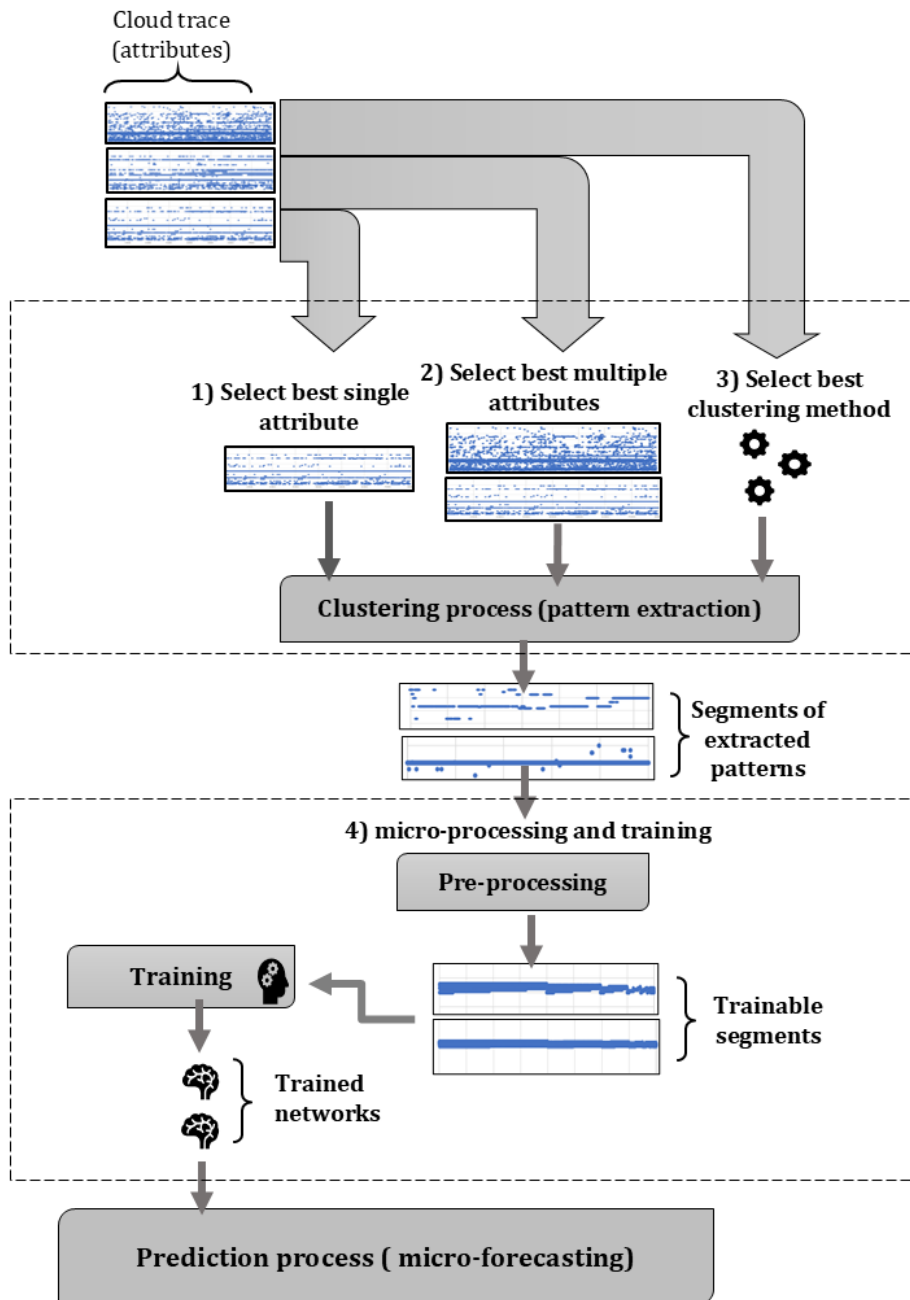 Cloud trace
(attributes)
1) Select best single
attribute
2) Select best multiple
attributes
3) Select best
clustering method
Clustering process (pattern extraction)
Segments of
extracted
patterns
4) micro-processing and training
Pre-processing
Training
Trainable
segments
Trained
networks
Prediction process ( micro-forecasting)